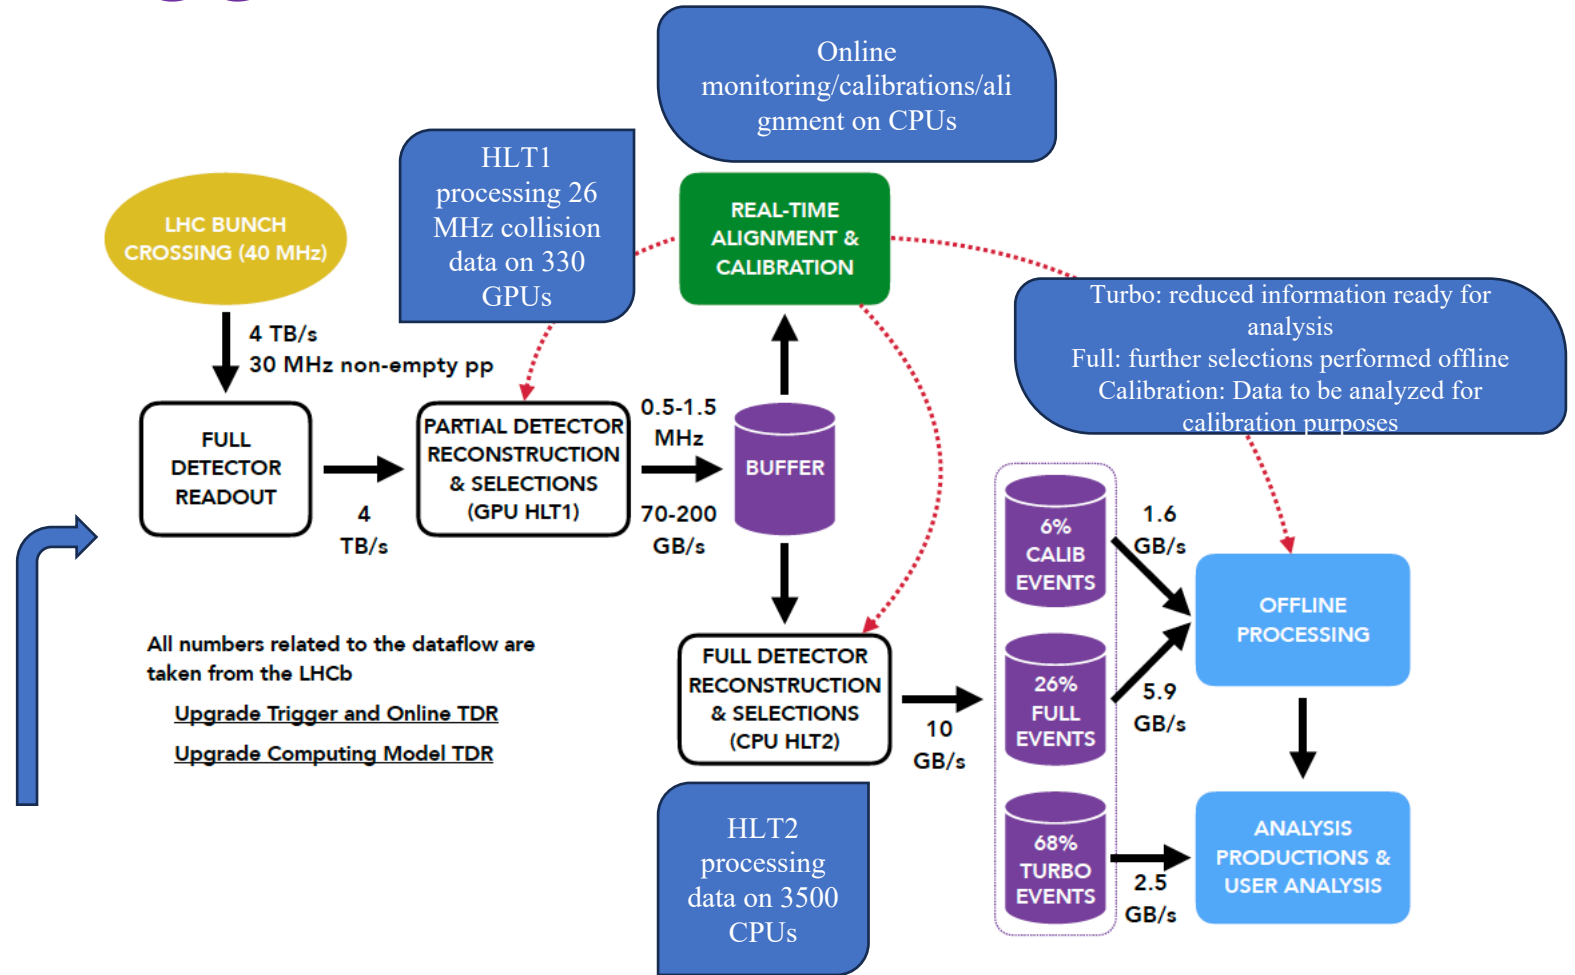 Online
monitoring/calibrations/ali
gnment on CPUs
HLT1
processing 26
MHz collision
data on 330
GPUs
LHC BUNCH
CROSSING (40 MHz)
REAL-TIME
ALIGNMENT &
CALIBRATION
Turbo: reduced information ready for
analysis
Full: further selections performed offline
Calibration: Data to be analyzed for
calibration purposes
4 TB/s
30 MHz non-empty pp
FULL
DETECTOR
READOUT
4
TB/s
PARTIAL DETECTOR
RECONSTRUCTION
& SELECTIONS
(GPU HLT1)
0.5-1.5
MHz
70-200
GB/s
BUFFER
6%
CALIB
EVENTS
1.6
GB/s
OFFLINE
PROCESSING
All numbers related to the dataflow are
taken from the LHCb
Upgrade Trigger and Online TDR
Upgrade Computing Model TDR
FULL DETECTOR
RECONSTRUCTION
& SELECTIONS
(CPU HLT2)
10
GB/s
26%
FULL
EVENTS
5.9
GB/s
HLT2
processing
data on 3500
CPUs
68%
TURBO
EVENTS
2.5
GB/s
ANALYSIS
PRODUCTIONS &
USER ANALYSIS